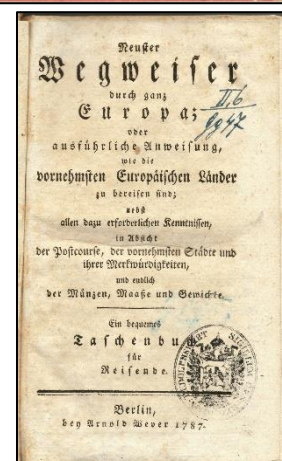 Neuster
Wegweiser
durch ganz
Europa;
oder
ausführliche Anweisung,
wie die
vornehmsten Europäischen Länder
zu bereisen sind;
nebst
allen dazu erforderlichen Kenntnissen,
in Absicht
der Postcourse, der vornehmsten Städte und
ihrer Merkwürdigkeiten,
und endlich
der Münzen, Maaße und Gewichte.
Ein bequemes
Taschenbuch
für
Reisende.
Berlin,
bey Arnold Wever 1787.
II,6
9947